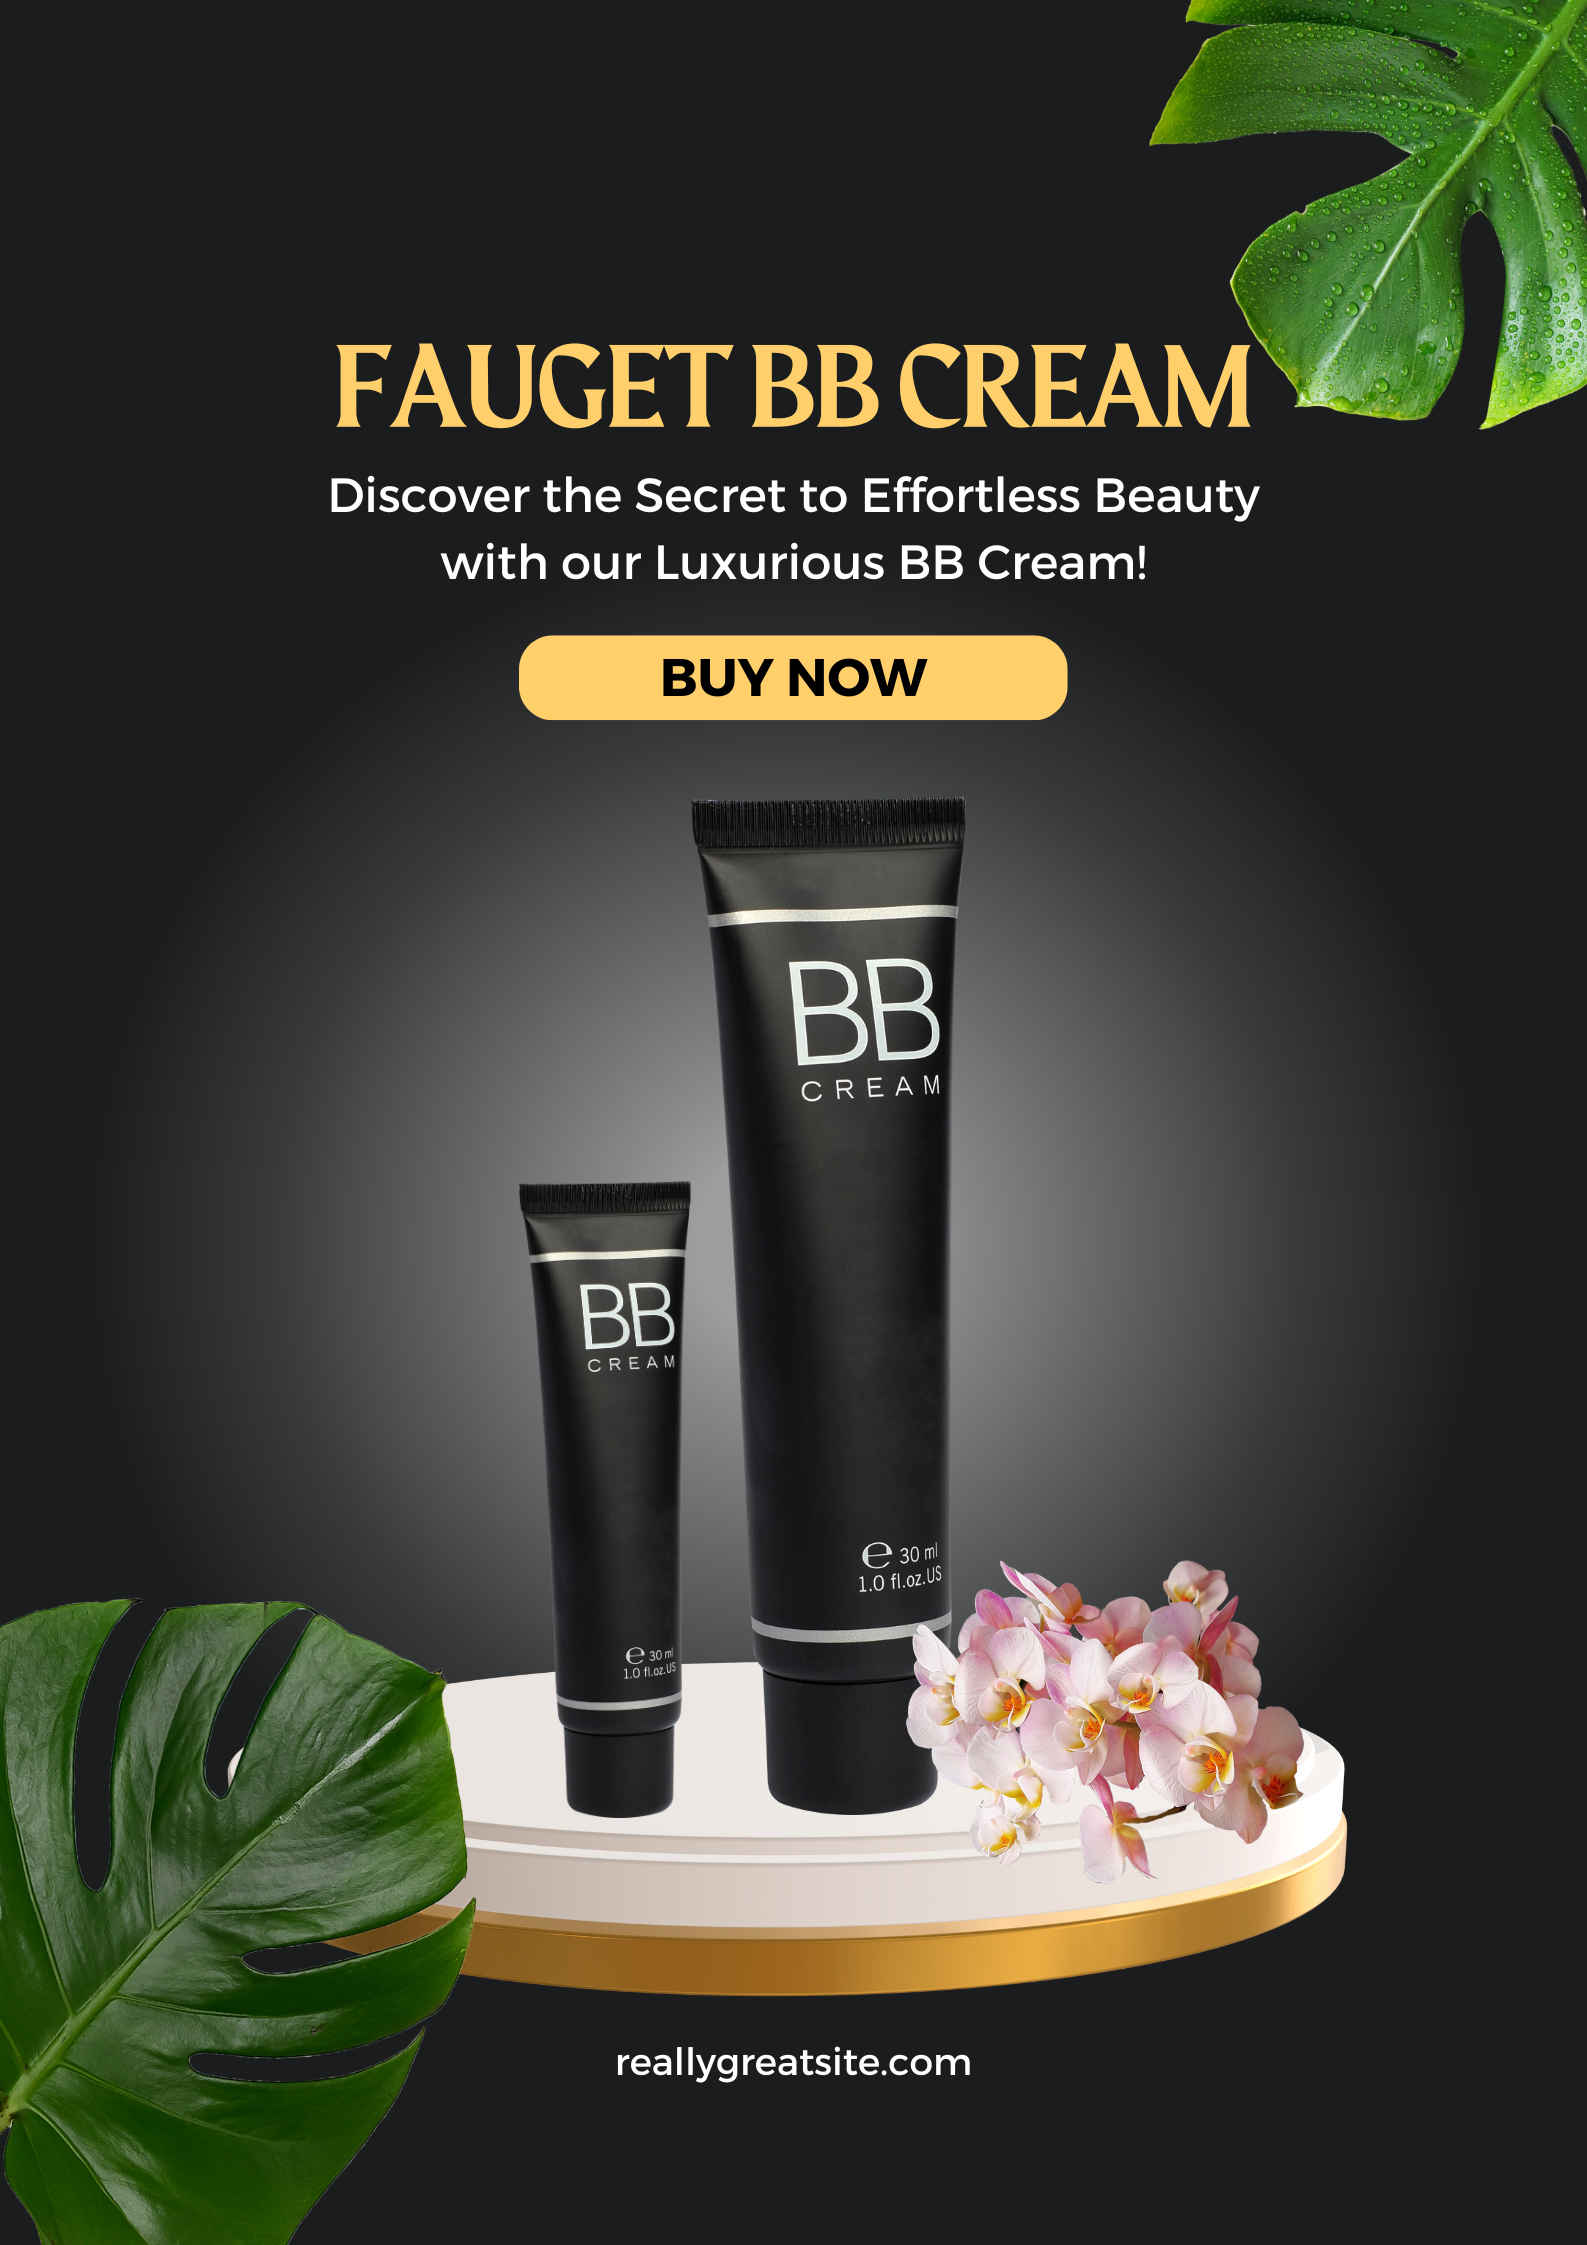 FAUGET BB CREAM
Discover the Secret to Effortless Beauty
with our Luxurious BB Cream!
BUY NOW
BB
CREAM
℮ 30 ml
1.0 fl.oz.US
BB
CREAM
℮ 30 ml
1.0 fl.oz.US
reallygreatsite.com